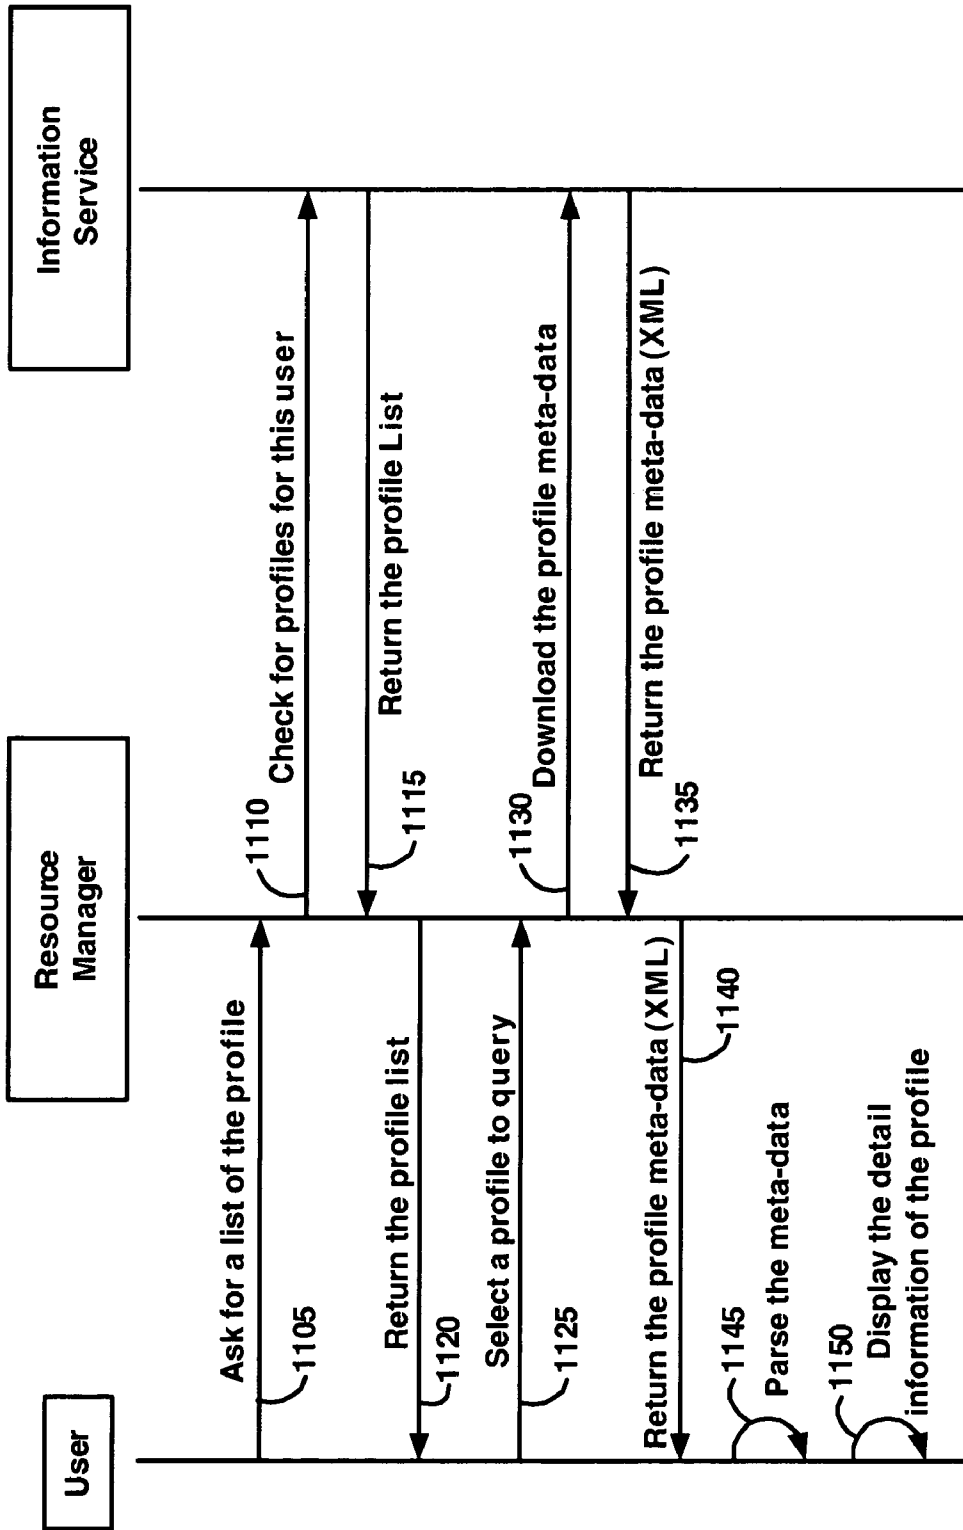 User
Resource
Manager
Information
Service
Ask for a list of the profile
1105
1110
Check for profiles for this user
Return the profile List
1115
Return the profile list
1120
Select a profile to query
1125
1130
Download the profile meta-data
Return the profile meta-data (XML)
1135
Return the profile meta-data (XML)
1140
1145
Parse the meta-data
1150
Display the detail
information of the profile